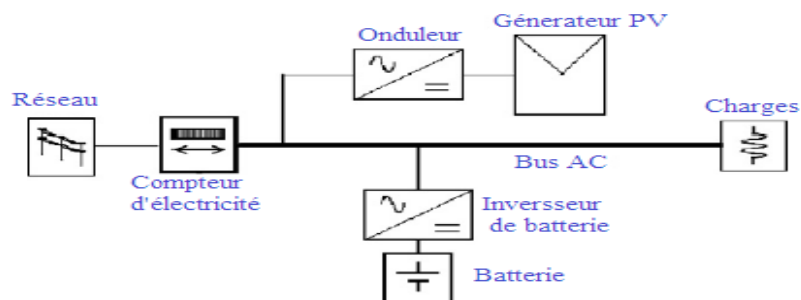 Onduleur
Génerateur PV
Réseau
Charges
Bus AC
Compteur
d'électricité
Inversseur
de batterie
Batterie